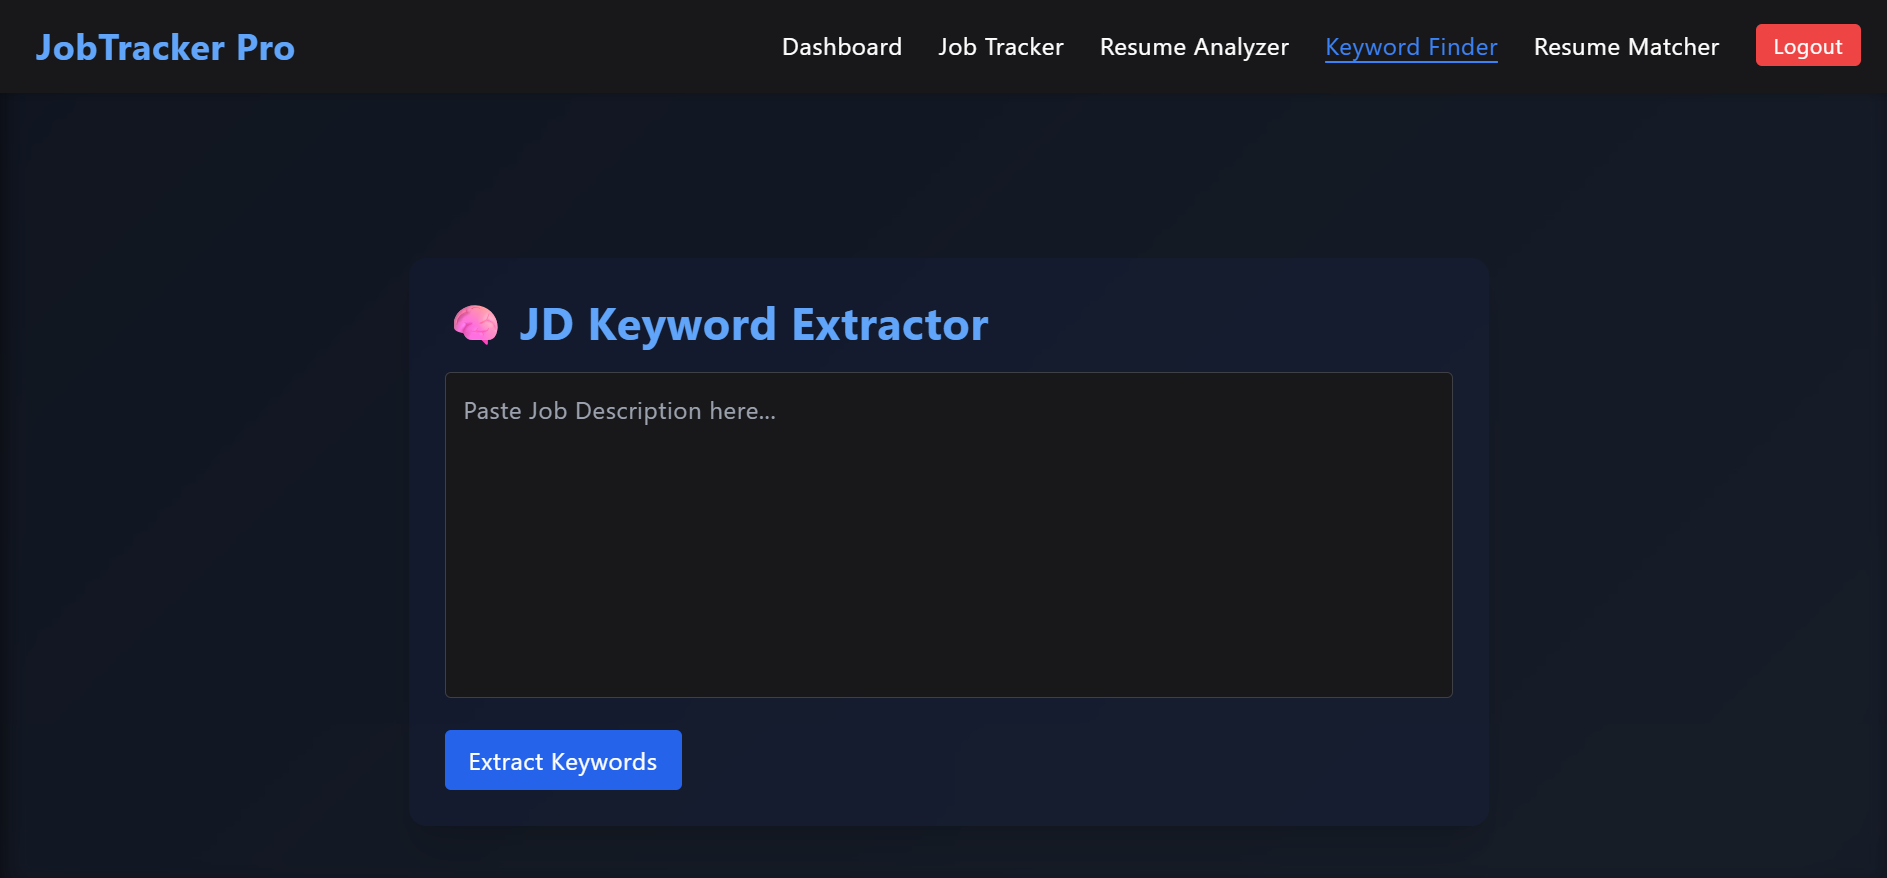 JobTracker Pro
Dashboard Job Tracker Resume Analyzer Keyword Finder Resume Matcher Logout
JD Keyword Extractor
Paste Job Description here...
Extract Keywords